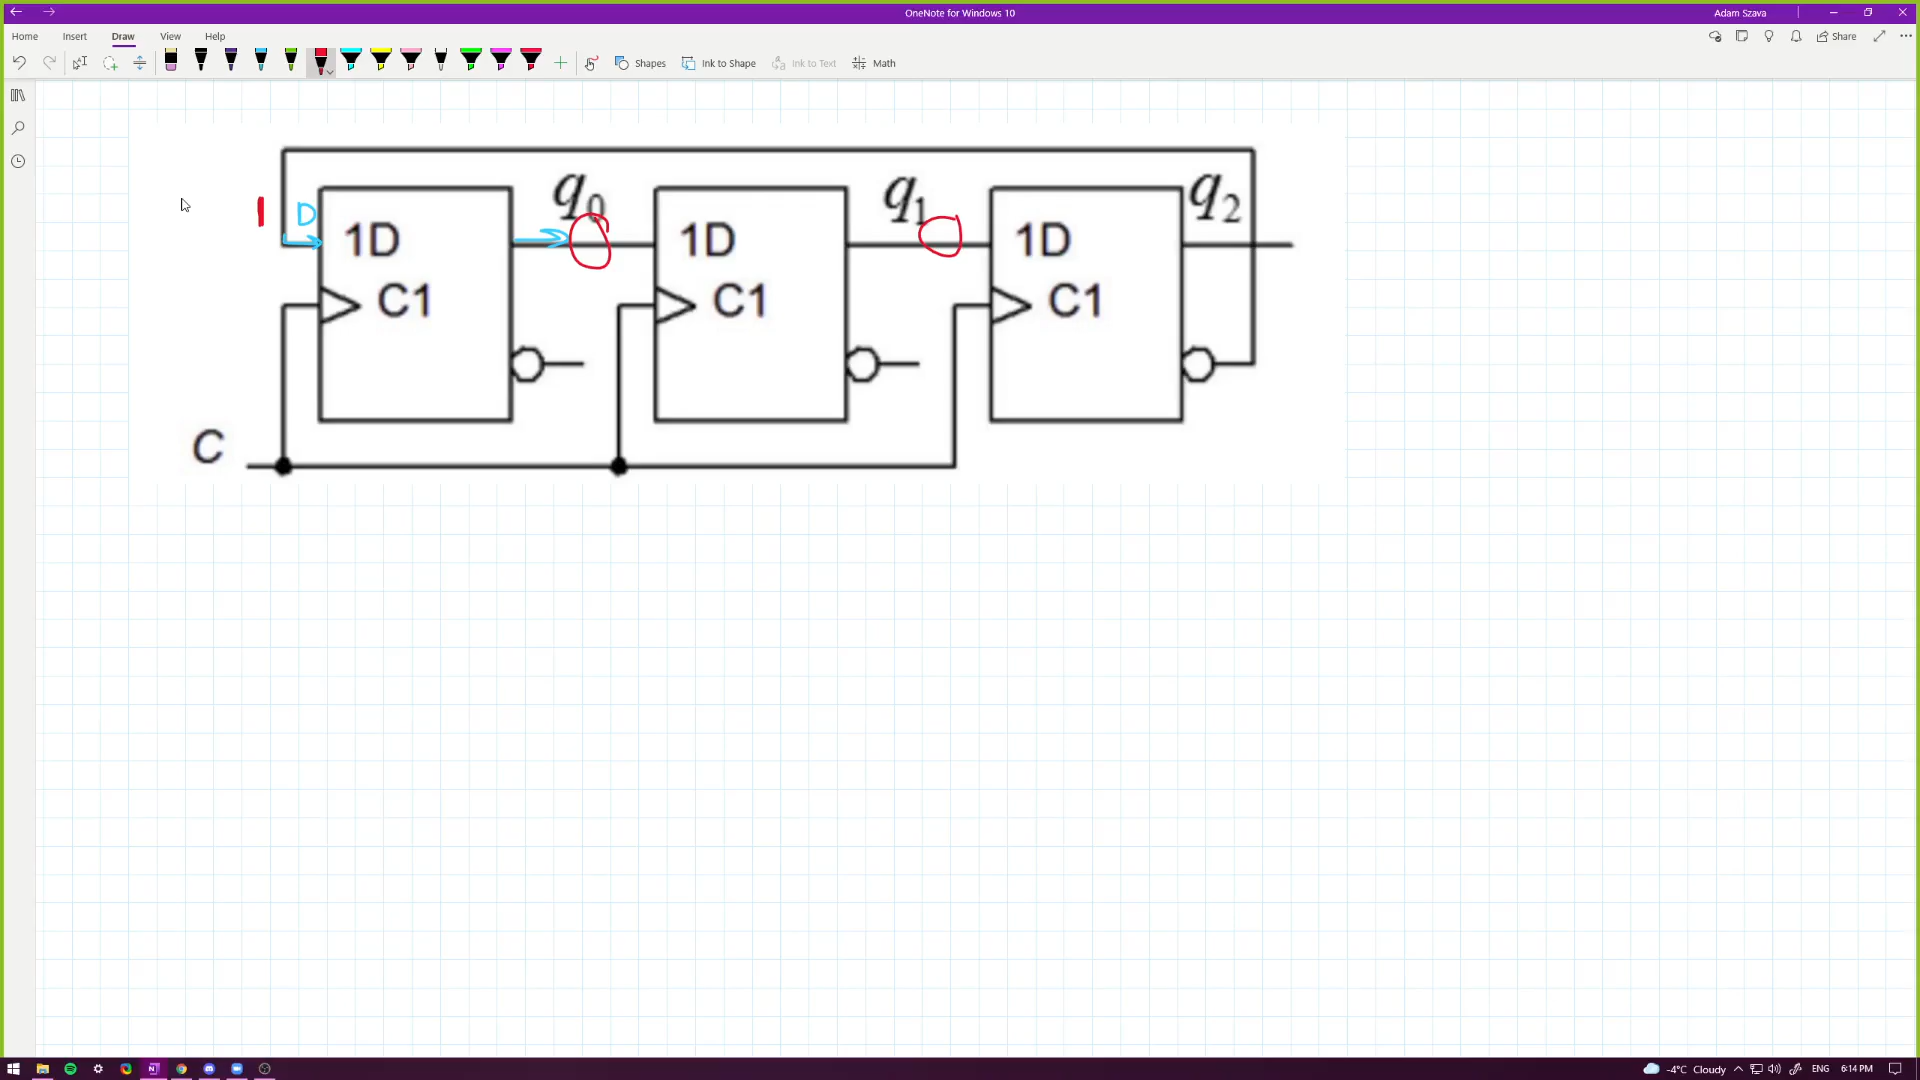 OneNote for Windows 10
Adam Szava
Home Insert Draw View Help
Share
Shapes Ink to Shape Ink to Text Math
q0 q1 q2
1 D
1D 1D 1D
C1 C1 C1
C
-4°C Cloudy ENG 6:14 PM